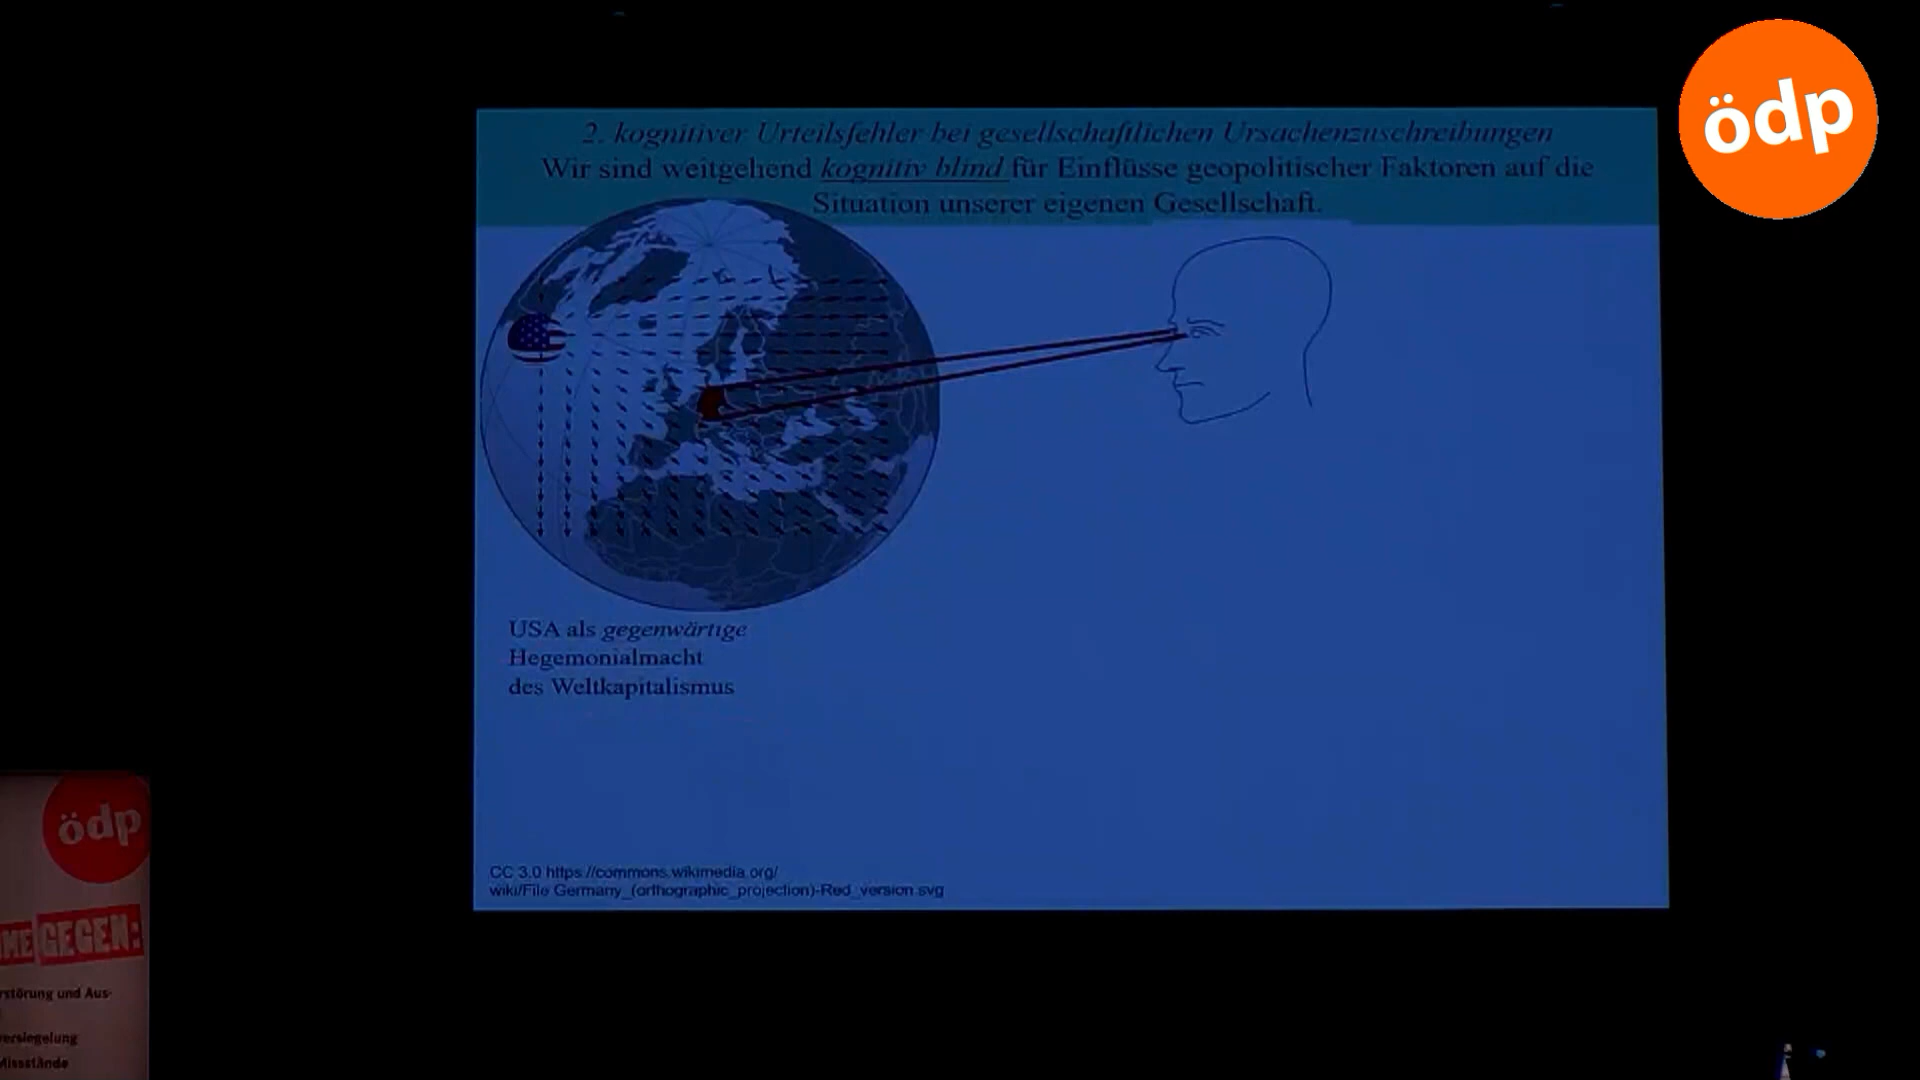 ödp
2. kognitiver Urteilsfehler bei gesellschaftlichen Ursachenzuschreibungen
Wir sind weitgehend kognitiv blind für Einflüsse geopolitischer Faktoren auf die
Situation unserer eigenen Gesellschaft.
USA als gegenwärtige
Hegemonialmacht
des Weltkapitalismus
CC 3.0 https://commons.wikimedia.org/
wiki/File Germany_(orthographic_projection)-Red_version.svg
ödp
GEGEN:
und Aus-
Missstände